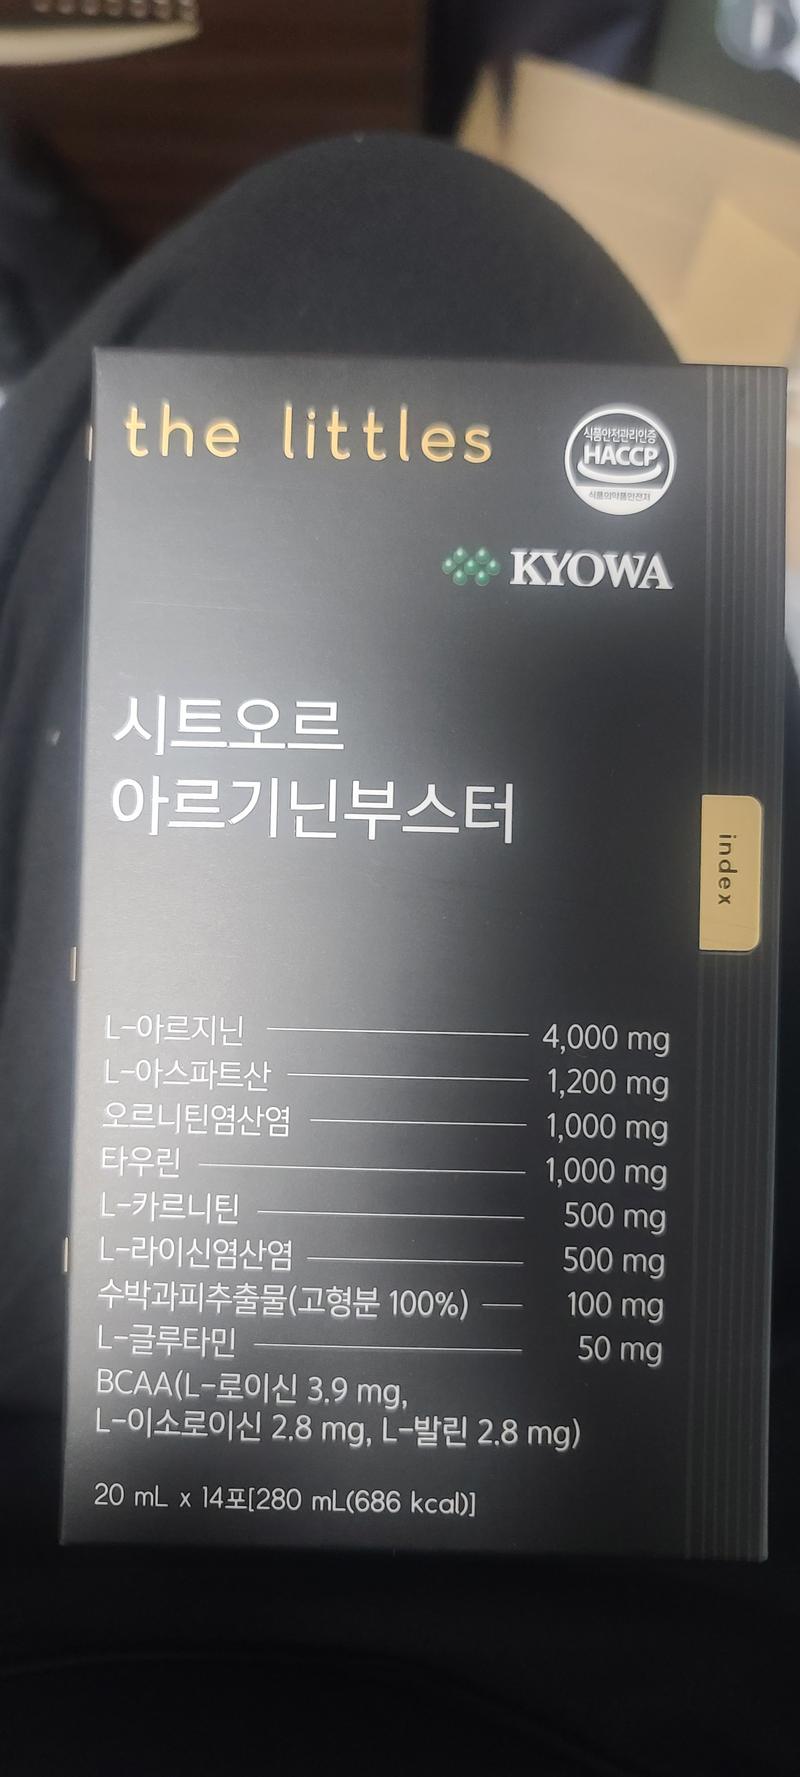 the littles
식품안전관리인증
HACCP
식품의약품안전처
KYOWA
시트오르
아르기닌부스터
index
L-아르지닌 4,000 mg
L-아스파트산 1,200 mg
오르니틴염산염 1,000 mg
타우린 1,000 mg
L-카르니틴 500 mg
L-라이신염산염 500 mg
수박과피추출물(고형분 100%) 100 mg
L-글루타민 50 mg
BCAA(L-로이신 3.9 mg,
L-이소로이신 2.8 mg, L-발린 2.8 mg)
20 mL x 14포[280 mL(686 kcal)]